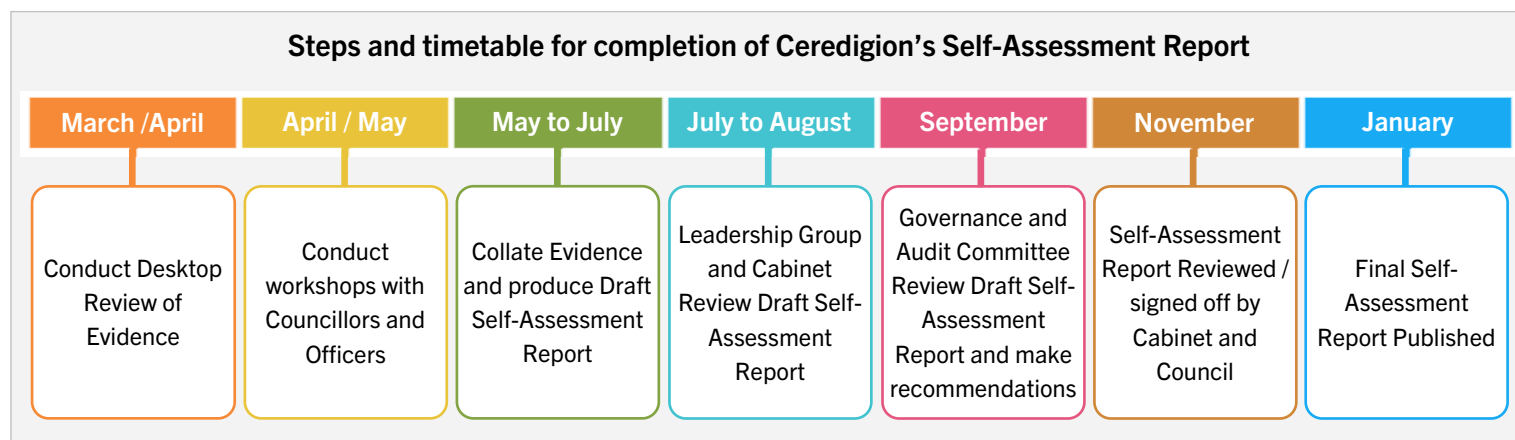 Steps and timetable for completion of Ceredigion's Self-Assessment Report
March /April
Conduct Desktop
Review of
Evidence
April / May
Conduct
workshops with
Councillors and
Officers
May to July
Collate Evidence
and produce Draft
Self-Assessment
Report
July to August
Leadership Group
and Cabinet
Review Draft Self-
Assessment
Report
September
Governance and
Audit Committee
Review Draft Self-
Assessment
Report and make
recommendations
November
Self-Assessment
Report Reviewed /
signed off by
Cabinet and
Council
January
Final Self-
Assessment
Report Published